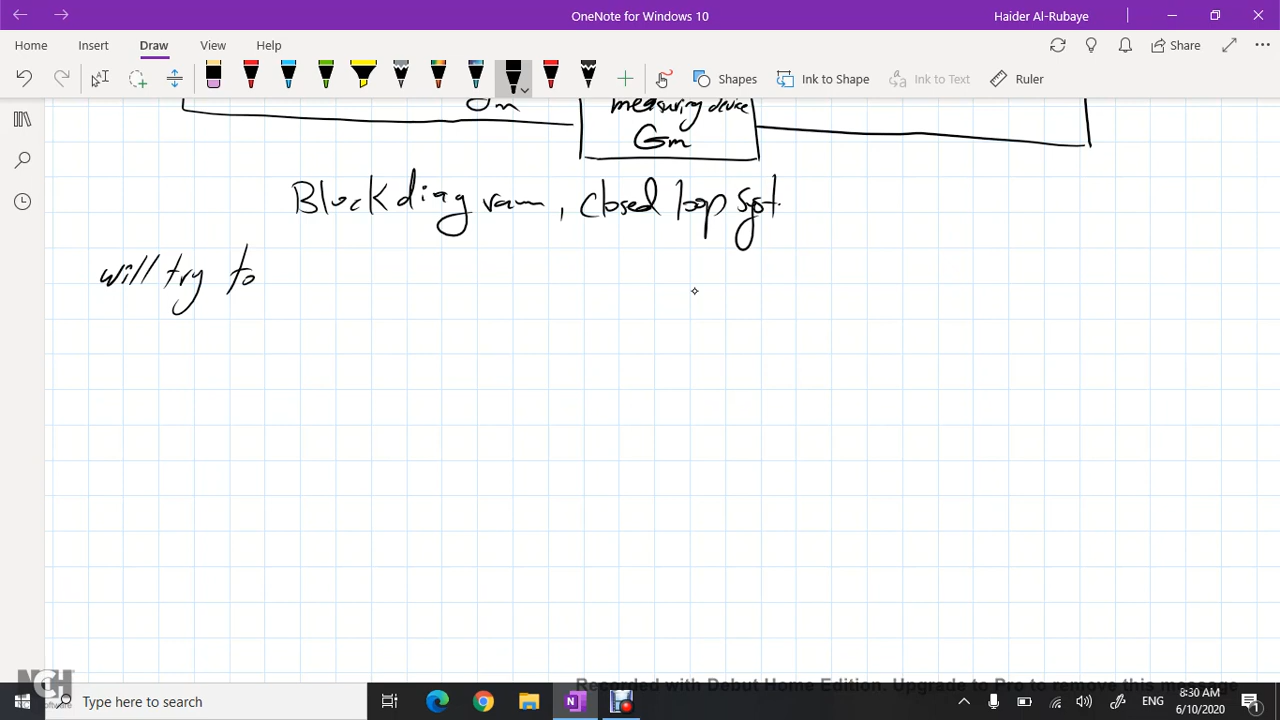 OneNote for Windows 10
Haider Al-Rubaye
Home Insert Draw View Help
Share
Shapes
Ink to Shape
Ink to Text
Ruler
measuring device
Gm
Block diagram, closed loop syst.
will try to
NCH
Software
Recorded with Debut Home Edition. Upgrade to Pro to remove this message
Type here to search
ENG
8:30 AM
6/10/2020